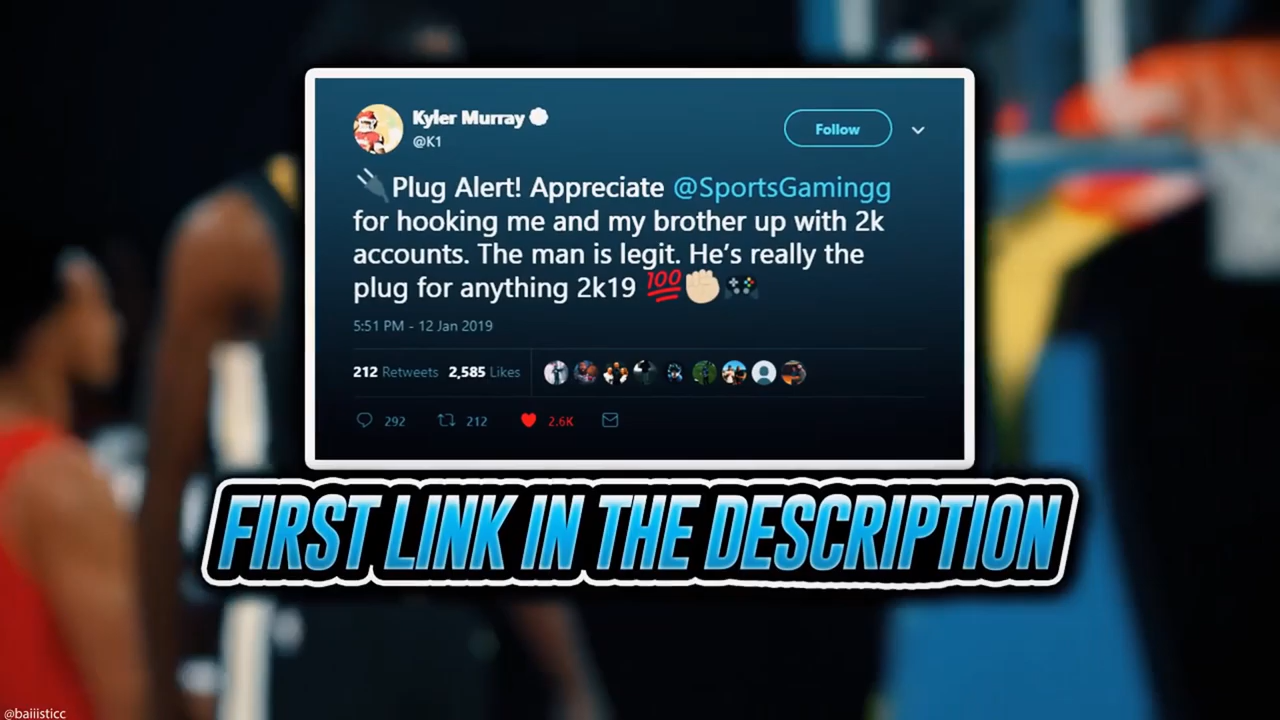 Kyler Murray
@K1
Follow
🔌Plug Alert! Appreciate @SportsGamingg
for hooking me and my brother up with 2k
accounts. The man is legit. He’s really the
plug for anything 2k19 💯✊🏼🎮
5:51 PM - 12 Jan 2019
212 Retweets 2,585 Likes
292 212 2.6K
FIRST LINK IN THE DESCRIPTION
@baiiisticc